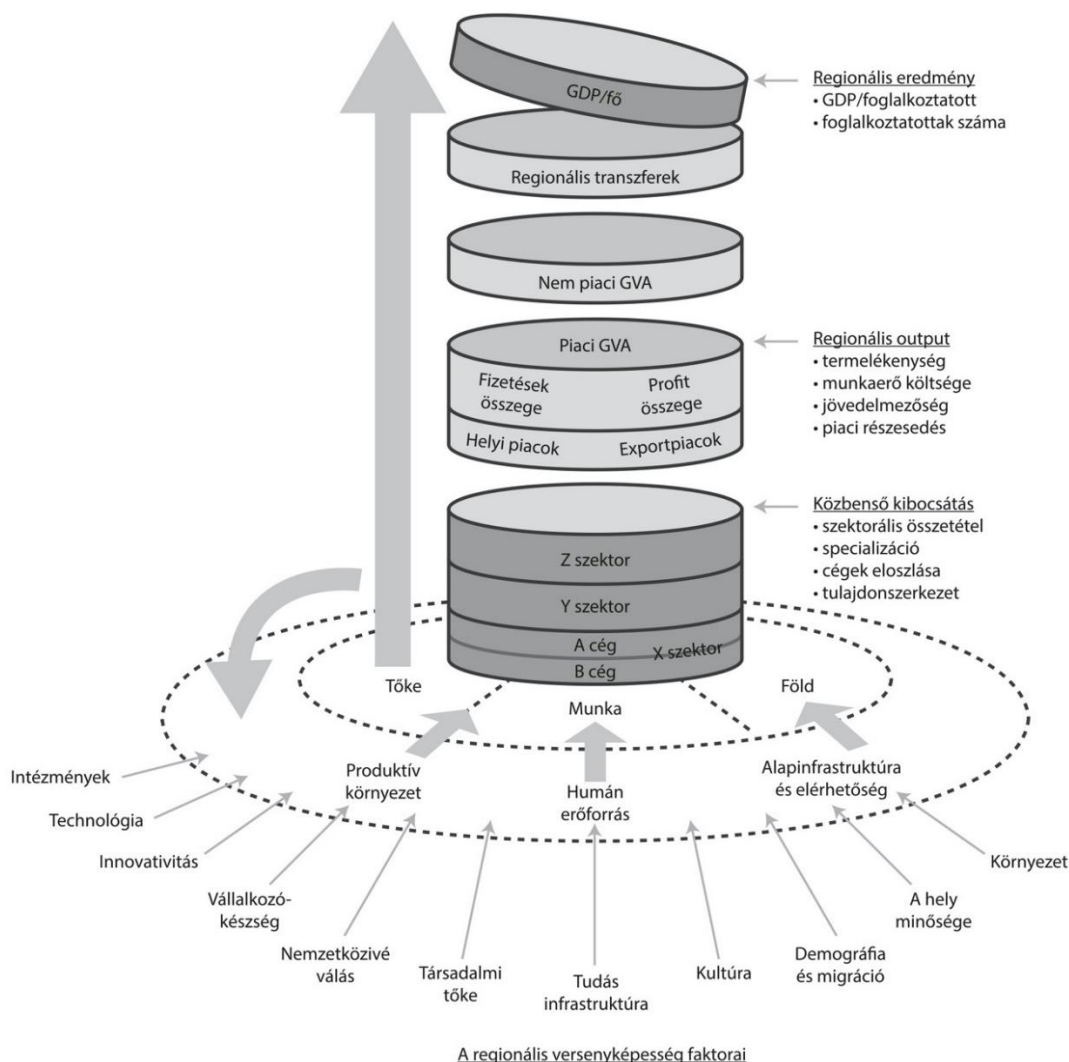 GDP/fő
Regionális eredmény
• GDP/foglalkoztatott
• foglalkoztatottak száma
Regionális transzferek
Nem piaci GVA
Piaci GVA
Fizetések
összege
Profit
összege
Helyi piacok
Exportpiacok
Regionális output
• termelékenység
• munkaerő költsége
• jövedelmezőség
• piaci részesedés
Közbenső kibocsátás
• szektorális összetétel
• specializáció
• cégek eloszlása
• tulajdonszerkezet
Z szektor
Y szektor
A cég
X szektor
B cég
Tőke
Munka
Föld
Produktív
környezet
Humán
erőforrás
Alapinfrastruktúra
és elérhetőség
Intézmények
Technológia
Innovativitás
Vállalkozó-
készség
Nemzetközivé
válás
Társadalmi
tőke
Tudás
infrastruktúra
Kultúra
Demográfia
és migráció
A hely
minősége
Környezet
A regionális versenyképesség faktorai